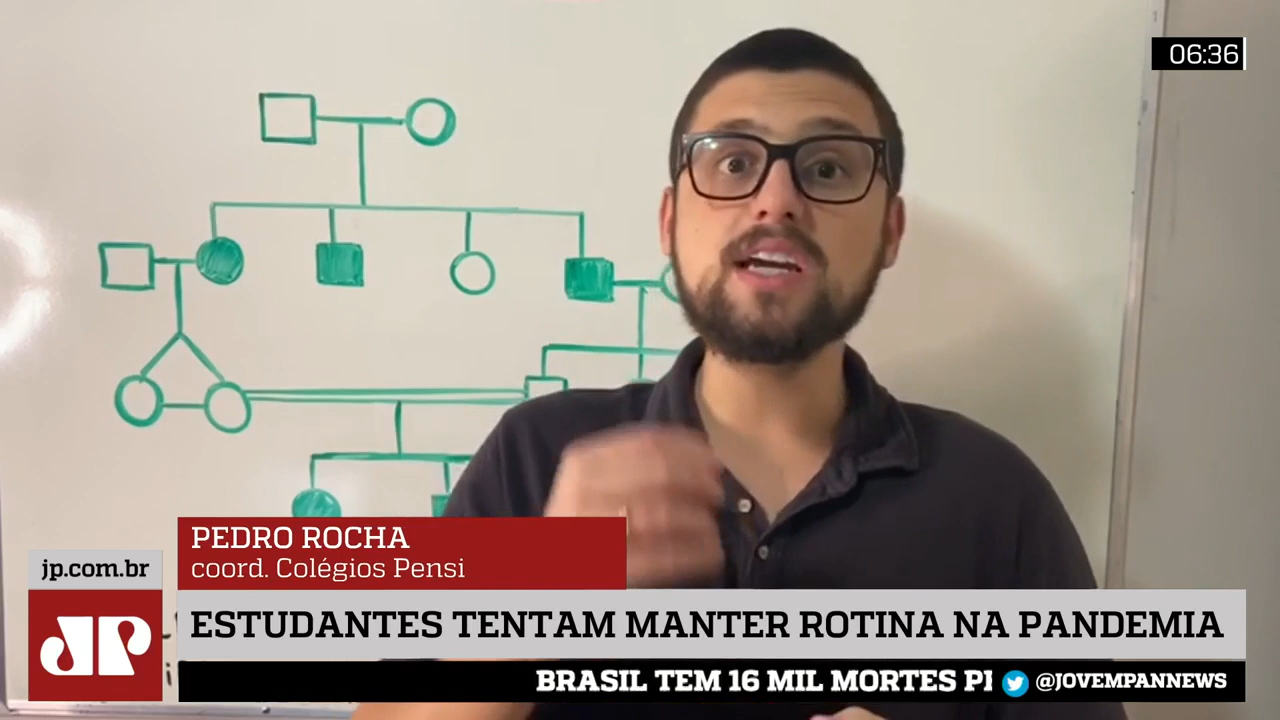 06:36
PEDRO ROCHA
coord. Colégios Pensi
jp.com.br
JP
ESTUDANTES TENTAM MANTER ROTINA NA PANDEMIA
BRASIL TEM 16 MIL MORTES
@JOVEMPANNEWS